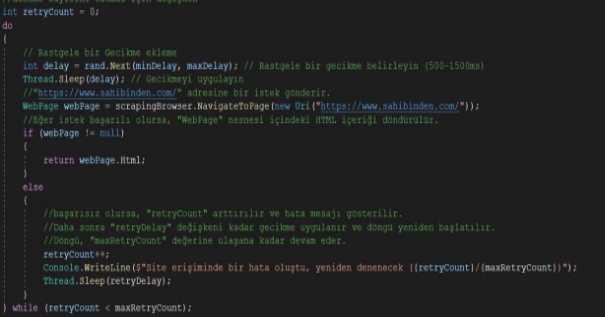 int retryCount = 0;
do
{
// Rastgele bir Gecikme ekleme
int delay = rand.Next(minDelay, maxDelay); // Rastgele bir gecikme belirleyin (500-1500ms)
Thread.Sleep(delay); // Gecikmeyi uygulayın
//"https://www.sahibinden.com/" adresine bir istek gönderir.
WebPage webPage = scrapingBrowser.NavigateToPage(new Uri("https://www.sahibinden.com/"));
//Eğer istek başarılı olursa, "WebPage" nesnesi içindeki HTML içeriği döndürülür.
if (webPage != null)
{
return webPage.Html;
}
else
{
//başarısız olursa, "retryCount" arttırılır ve hata mesajı gösterilir.
//Daha sonra "retryDelay" değişkeni kadar gecikme uygulanır ve döngü yeniden başlatılır.
//Döngü, "maxRetryCount" değerine ulaşana kadar devam eder.
retryCount++;
Console.WriteLine($"Site erişiminde bir hata oluştu, yeniden denenecek ({retryCount}/{maxRetryCount})");
Thread.Sleep(retryDelay);
}
} while (retryCount < maxRetryCount);